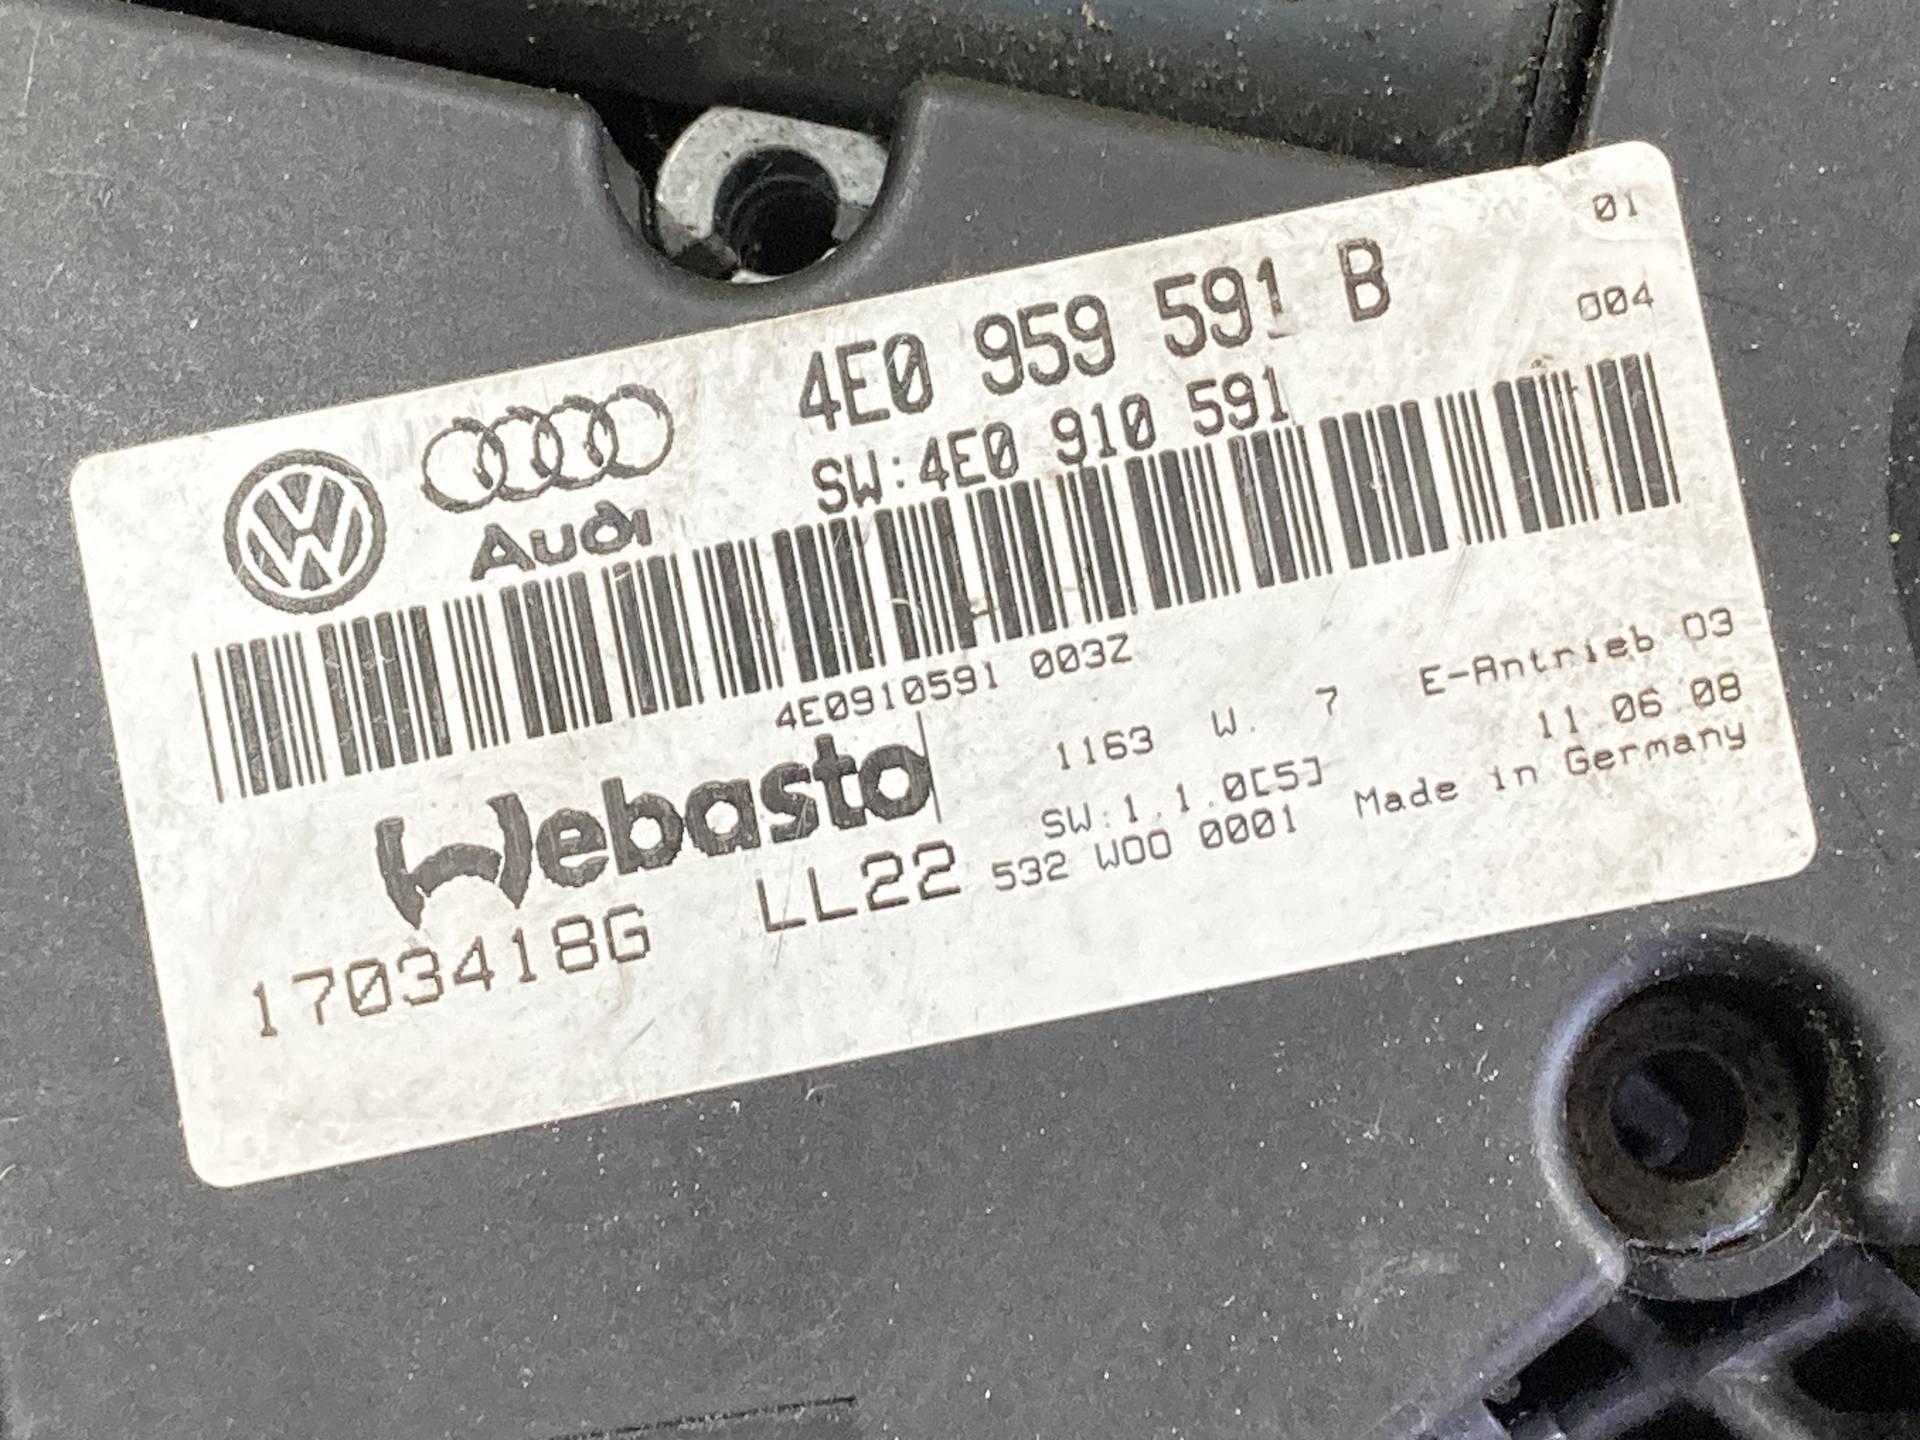 01
4E0 959 591 B
004
SW:4E0 910 591
Audi
4E0910591 003Z
Webasto
1163 W. 7 E-Antrieb 03
SW:1.1.0[5] 11.06.08
1703418G LL22 532 W00 0001 Made in Germany